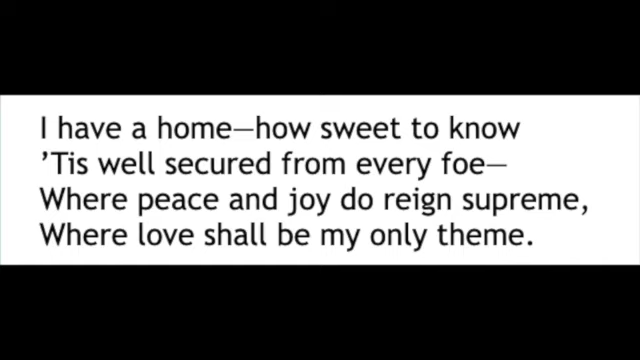 I have a home—how sweet to know
’Tis well secured from every foe—
Where peace and joy do reign supreme,
Where love shall be my only theme.